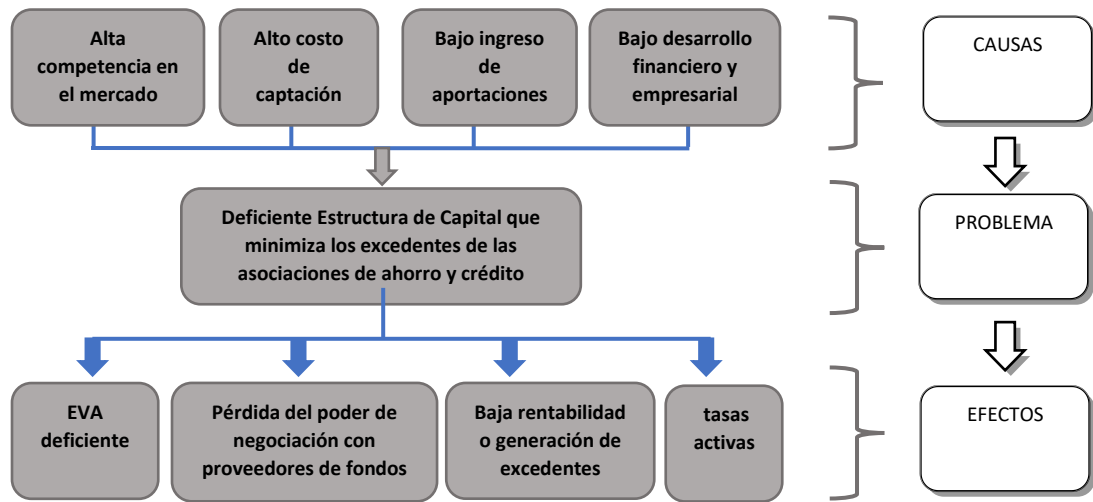 Alta
competencia en
el mercado
Alto costo
de
captación
Bajo ingreso
de
aportaciones
Bajo desarrollo
financiero y
empresarial
CAUSAS
Deficiente Estructura de Capital que
minimiza los excedentes de las
asociaciones de ahorro y crédito
PROBLEMA
EVA
deficiente
Pérdida del poder de
negociación con
proveedores de fondos
Baja rentabilidad
o generación de
excedentes
tasas
activas
EFECTOS